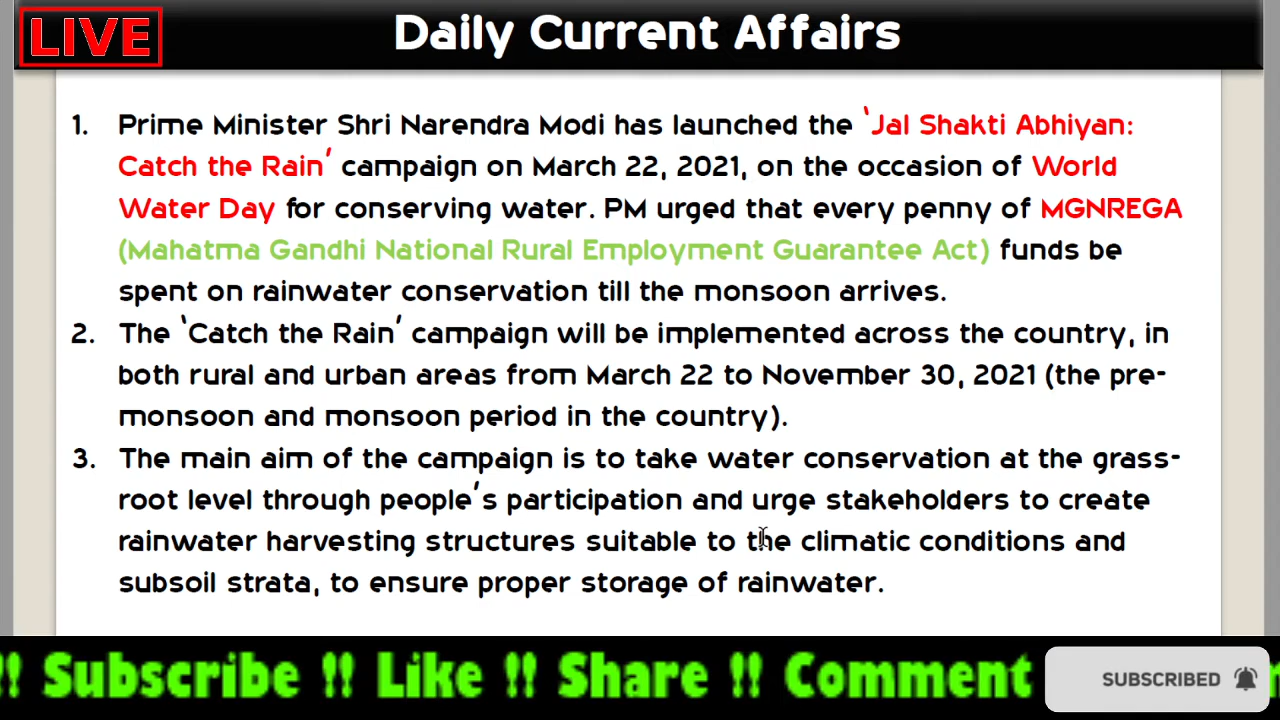 LIVE
Daily Current Affairs
1. Prime Minister Shri Narendra Modi has launched the ‘Jal Shakti Abhiyan:
Catch the Rain’ campaign on March 22, 2021, on the occasion of World
Water Day for conserving water. PM urged that every penny of MGNREGA
(Mahatma Gandhi National Rural Employment Guarantee Act) funds be
spent on rainwater conservation till the monsoon arrives.
2. The ‘Catch the Rain’ campaign will be implemented across the country, in
both rural and urban areas from March 22 to November 30, 2021 (the pre-
monsoon and monsoon period in the country).
3. The main aim of the campaign is to take water conservation at the grass-
root level through people’s participation and urge stakeholders to create
rainwater harvesting structures suitable to the climatic conditions and
subsoil strata, to ensure proper storage of rainwater.
!! Subscribe !! Like !! Share !! Comment
SUBSCRIBED